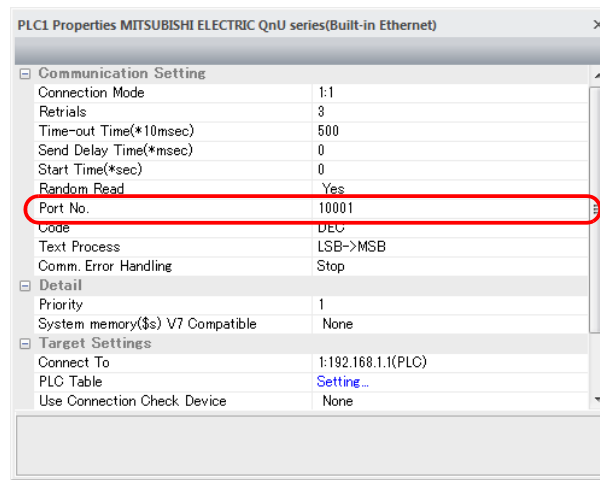 PLC1 Properties MITSUBISHI ELECTRIC QnU series(Built-in Ethernet)
Communication Setting
Connection Mode 1:1
Retrials 3
Time-out Time(*10msec) 500
Send Delay Time(*msec) 0
Start Time(*sec) 0
Random Read Yes
Port No. 10001
Code DEC
Text Process LSB->MSB
Comm. Error Handling Stop
Detail
Priority 1
System memory($s) V7 Compatible None
Target Settings
Connect To 1:192.168.1.1(PLC)
PLC Table Setting...
Use Connection Check Device None